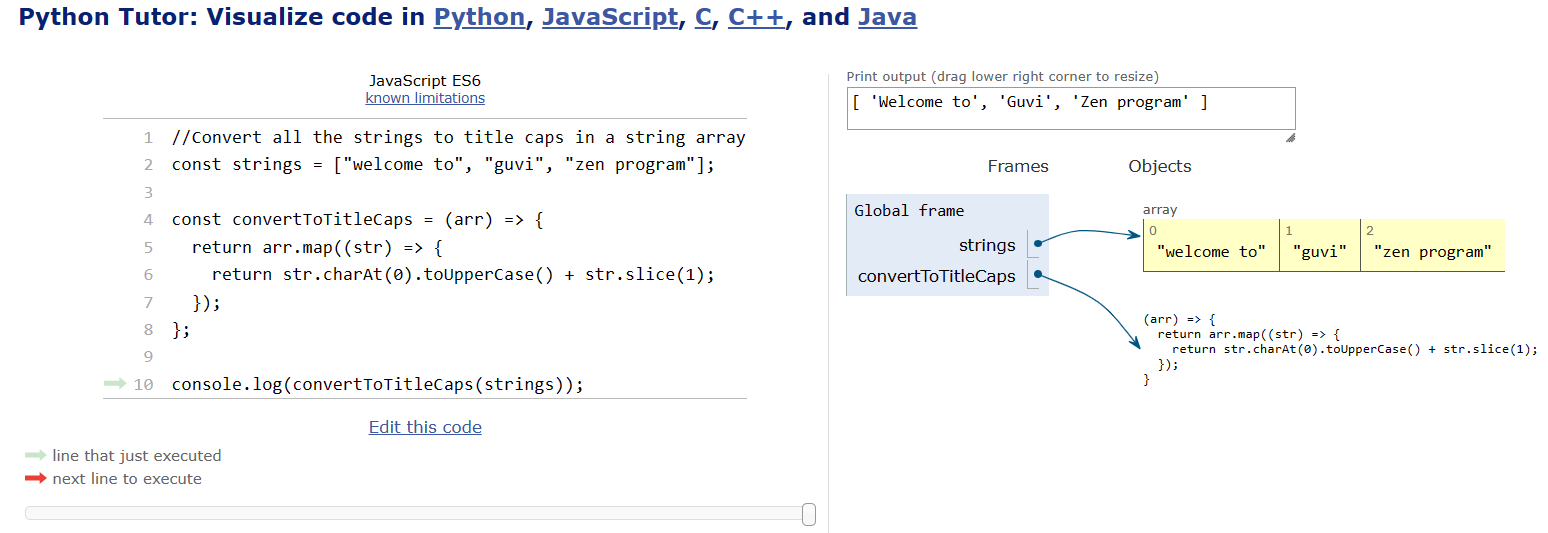 Python Tutor: Visualize code in Python, JavaScript, C, C++, and Java
JavaScript ES6
known limitations
1 //Convert all the strings to title caps in a string array
2 const strings = ["welcome to", "guvi", "zen program"];
3
4 const convertToTitleCaps = (arr) => {
5   return arr.map((str) => {
6     return str.charAt(0).toUpperCase() + str.slice(1);
7   });
8 };
9
10 console.log(convertToTitleCaps(strings));
Edit this code
line that just executed
next line to execute
Print output (drag lower right corner to resize)
[ 'Welcome to', 'Guvi', 'Zen program' ]
Frames Objects
Global frame
strings
convertToTitleCaps
array
0 1 2
"welcome to" "guvi" "zen program"
(arr) => {
  return arr.map((str) => {
    return str.charAt(0).toUpperCase() + str.slice(1);
  });
}